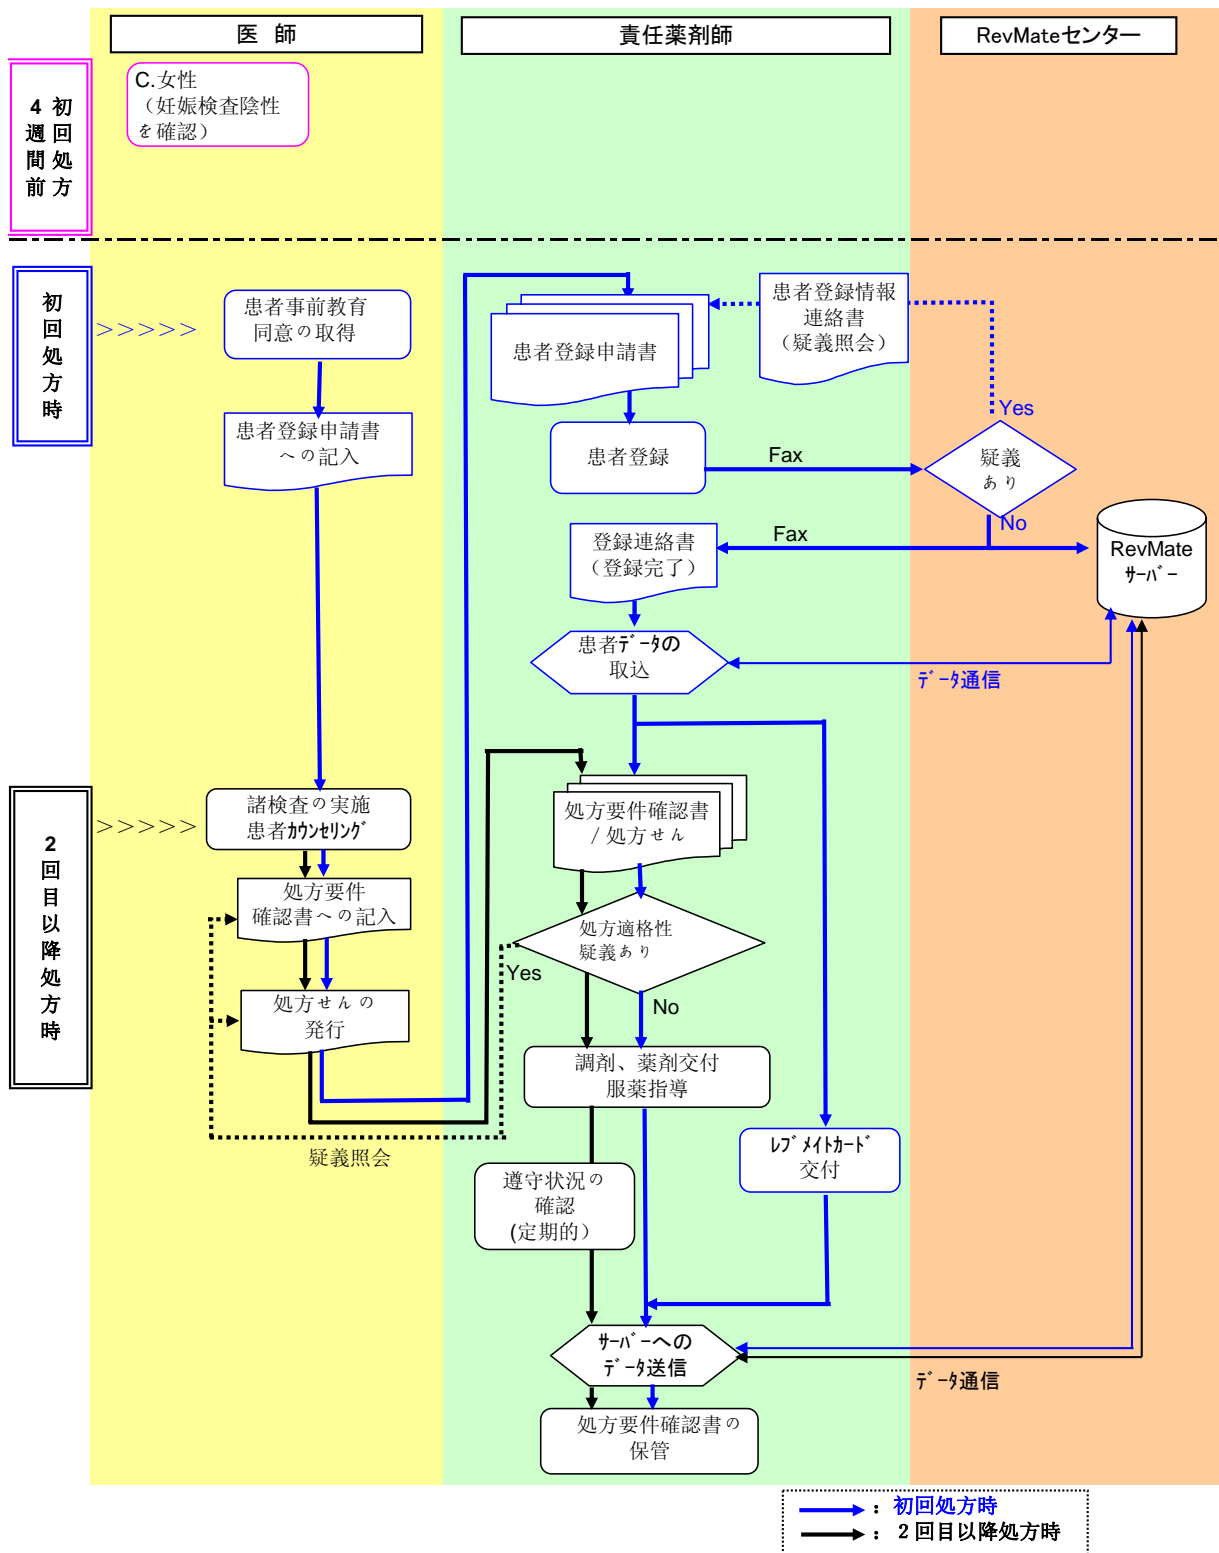 医 師
責任薬剤師
RevMateセンター
初回処方
4週間前
C.女性
（妊娠検査陰性
を確認）
初回処方時
>>>>>
患者事前教育
同意の取得
患者登録申請書
への記入
患者登録申請書
患者登録情報
連絡書
（疑義照会）
Yes
患者登録
Fax
疑義
あり
No
登録連絡書
（登録完了）
Fax
RevMate
ｻｰﾊﾞｰ
患者ﾃﾞｰﾀの
取込
ﾃﾞｰﾀ通信
2回目以降処方時
>>>>>
諸検査の実施
患者ｶｳﾝｾﾘﾝｸﾞ
処方要件
確認書への記入
処方せんの
発行
処方要件確認書
/処方せん
処方適格性
疑義あり
Yes
No
調剤、薬剤交付
服薬指導
疑義照会
ﾚﾌﾞﾒｲﾄｶｰﾄﾞ
交付
遵守状況の
確認
(定期的）
ｻｰﾊﾞｰへの
ﾃﾞｰﾀ送信
ﾃﾞｰﾀ通信
処方要件確認書の
保管
：初回処方時
：２回目以降処方時